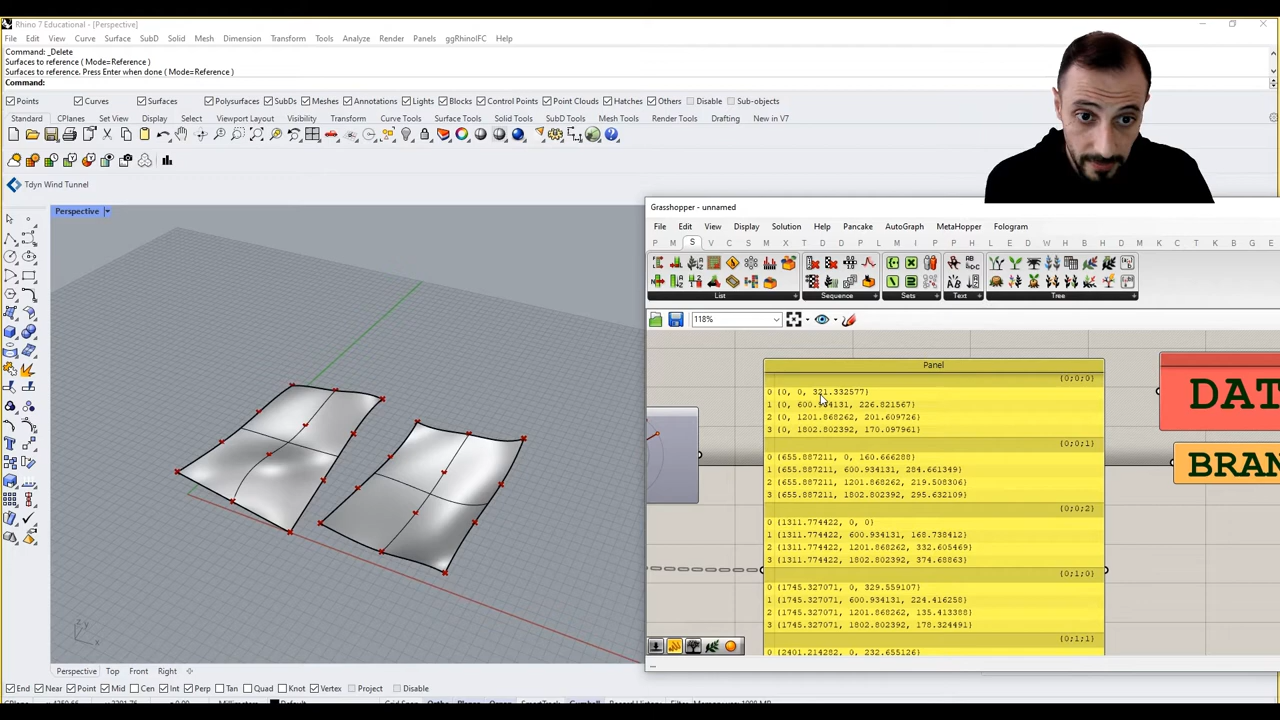 Rhino 7 Educational - [Perspective]
File Edit View Curve Surface SubD Solid Mesh Dimension Transform Tools Analyze Render Panels ggRhinoIFC Help
Command: _Delete
Surfaces to reference ( Mode=Reference )
Surfaces to reference. Press Enter when done ( Mode=Reference )
Command:
Points Curves Surfaces Polysurfaces SubDs Meshes Annotations Lights Blocks Control Points Point Clouds Hatches Others Disable Sub-objects
Standard CPlanes Set View Display Select Viewport Layout Visibility Transform Curve Tools Surface Tools Solid Tools SubD Tools Mesh Tools Render Tools Drafting New in V7
Tdyn Wind Tunnel
Perspective
Grasshopper - unnamed
File Edit View Display Solution Help Pancake AutoGraph MetaHopper Fologram
P M S V C S M I X T D D A F L K P A H B E M U W K C Z B G R E
List Sequence Sets Text Tree
118%
Panel
{0;0;0}
0 {0, 0, 321.332577}
1 {0, 600.934131, 226.821567}
2 {0, 1201.868262, 201.609726}
3 {0, 1802.802392, 170.097961}
{0;0;1}
0 {655.887211, 0, 160.666288}
1 {655.887211, 600.934131, 284.661349}
2 {655.887211, 1201.868262, 219.508306}
3 {655.887211, 1802.802392, 295.632109}
{0;0;2}
0 {1311.774422, 0, 0}
1 {1311.774422, 600.934131, 168.738412}
2 {1311.774422, 1201.868262, 332.605469}
3 {1311.774422, 1802.802392, 374.68863}
{0;1;0}
0 {1745.327071, 0, 329.559107}
1 {1745.327071, 600.934131, 224.416258}
2 {1745.327071, 1201.868262, 135.413388}
3 {1745.327071, 1802.802392, 178.324491}
{0;1;1}
0 {2401.214282, 0, 232.655126}
DAT
BRAN
z y x
Perspective Top Front Right
End Near Point Mid Cen Int Perp Tan Quad Knot Vertex Project Disable